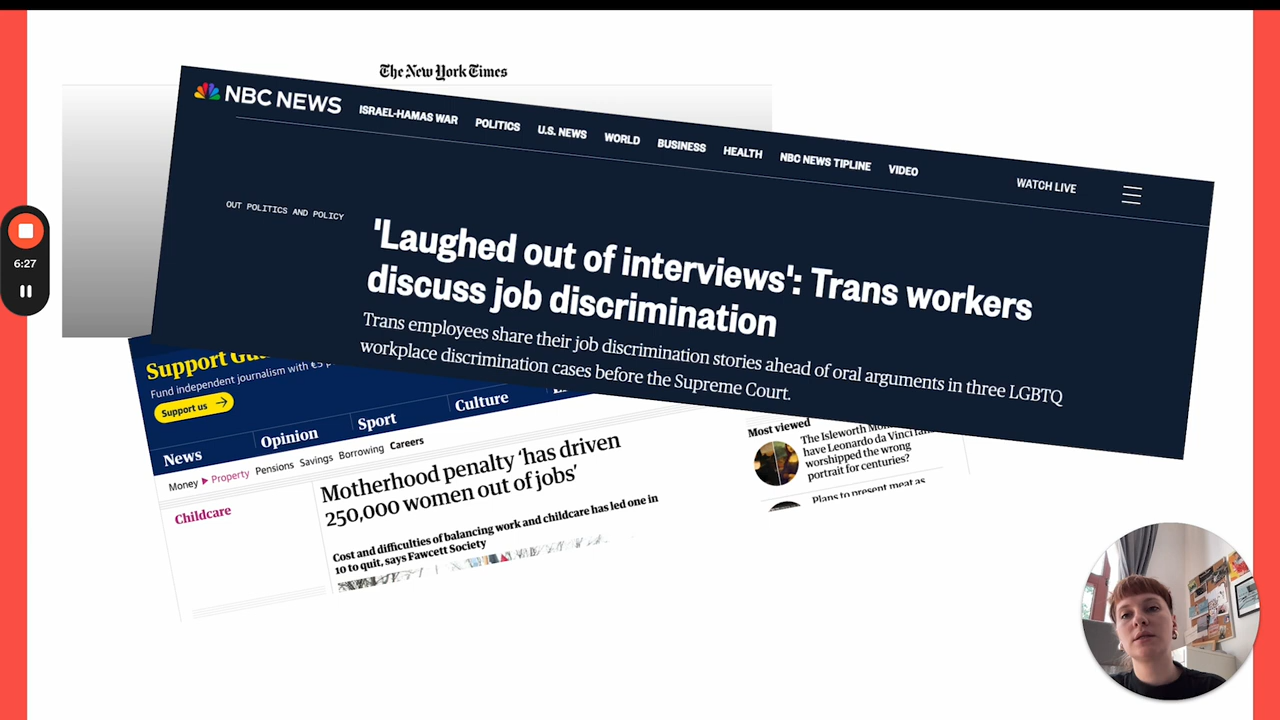 The New York Times
NBC NEWS
ISRAEL-HAMAS WAR POLITICS U.S. NEWS WORLD BUSINESS HEALTH NBC NEWS TIPLINE VIDEO
WATCH LIVE
OUT POLITICS AND POLICY
'Laughed out of interviews': Trans workers
discuss job discrimination
Trans employees share their job discrimination stories ahead of oral arguments in three LGBTQ
workplace discrimination cases before the Supreme Court.
6:27
Support
Fund independent journalism with €5
Support us
News Opinion Sport Culture
Money Property Pensions Savings Borrowing Careers
Childcare
Motherhood penalty ‘has driven
250,000 women out of jobs’
Cost and difficulties of balancing work and childcare has led one in
10 to quit, says Fawcett Society
Most viewed
The Isleworth
have Leonardo da Vinci
worshipped the wrong
portrait for centuries?
Plans to present meat as